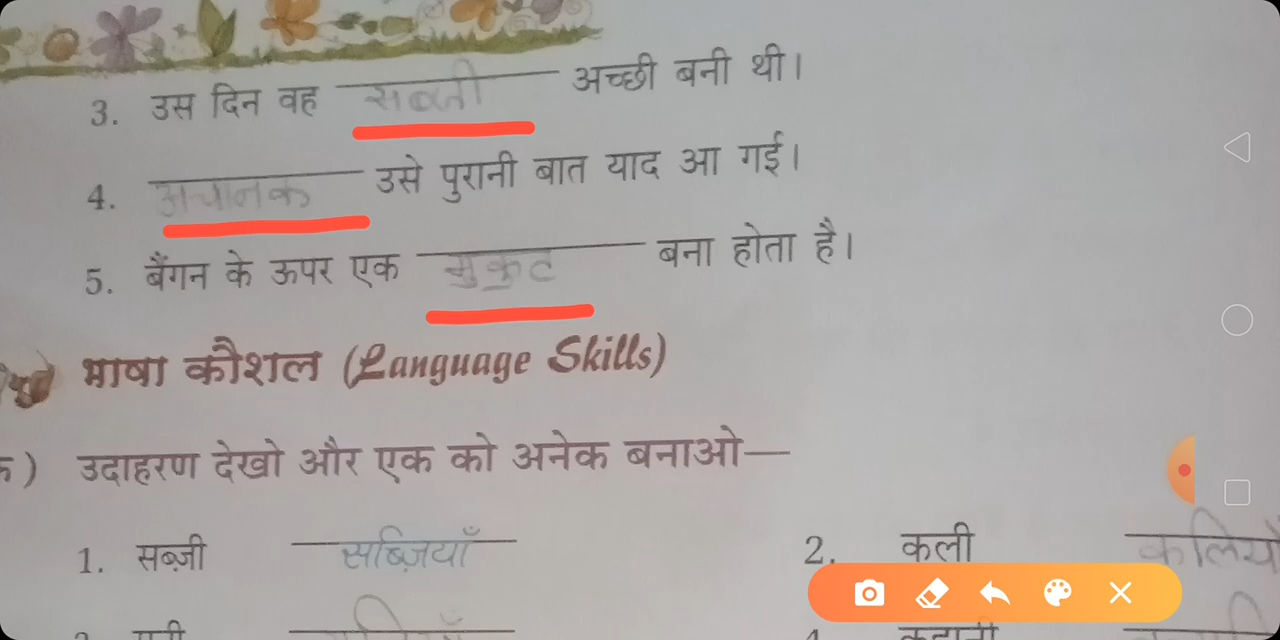 3. उस दिन वह सब्जी अच्छी बनी थी।
4. अचानक उसे पुरानी बात याद आ गई।
5. बैंगन के ऊपर एक मुकुट बना होता है।
भाषा कौशल (Language Skills)
उदाहरण देखो और एक को अनेक बनाओ—
1. सब्ज़ी सब्ज़ियाँ 2. कली